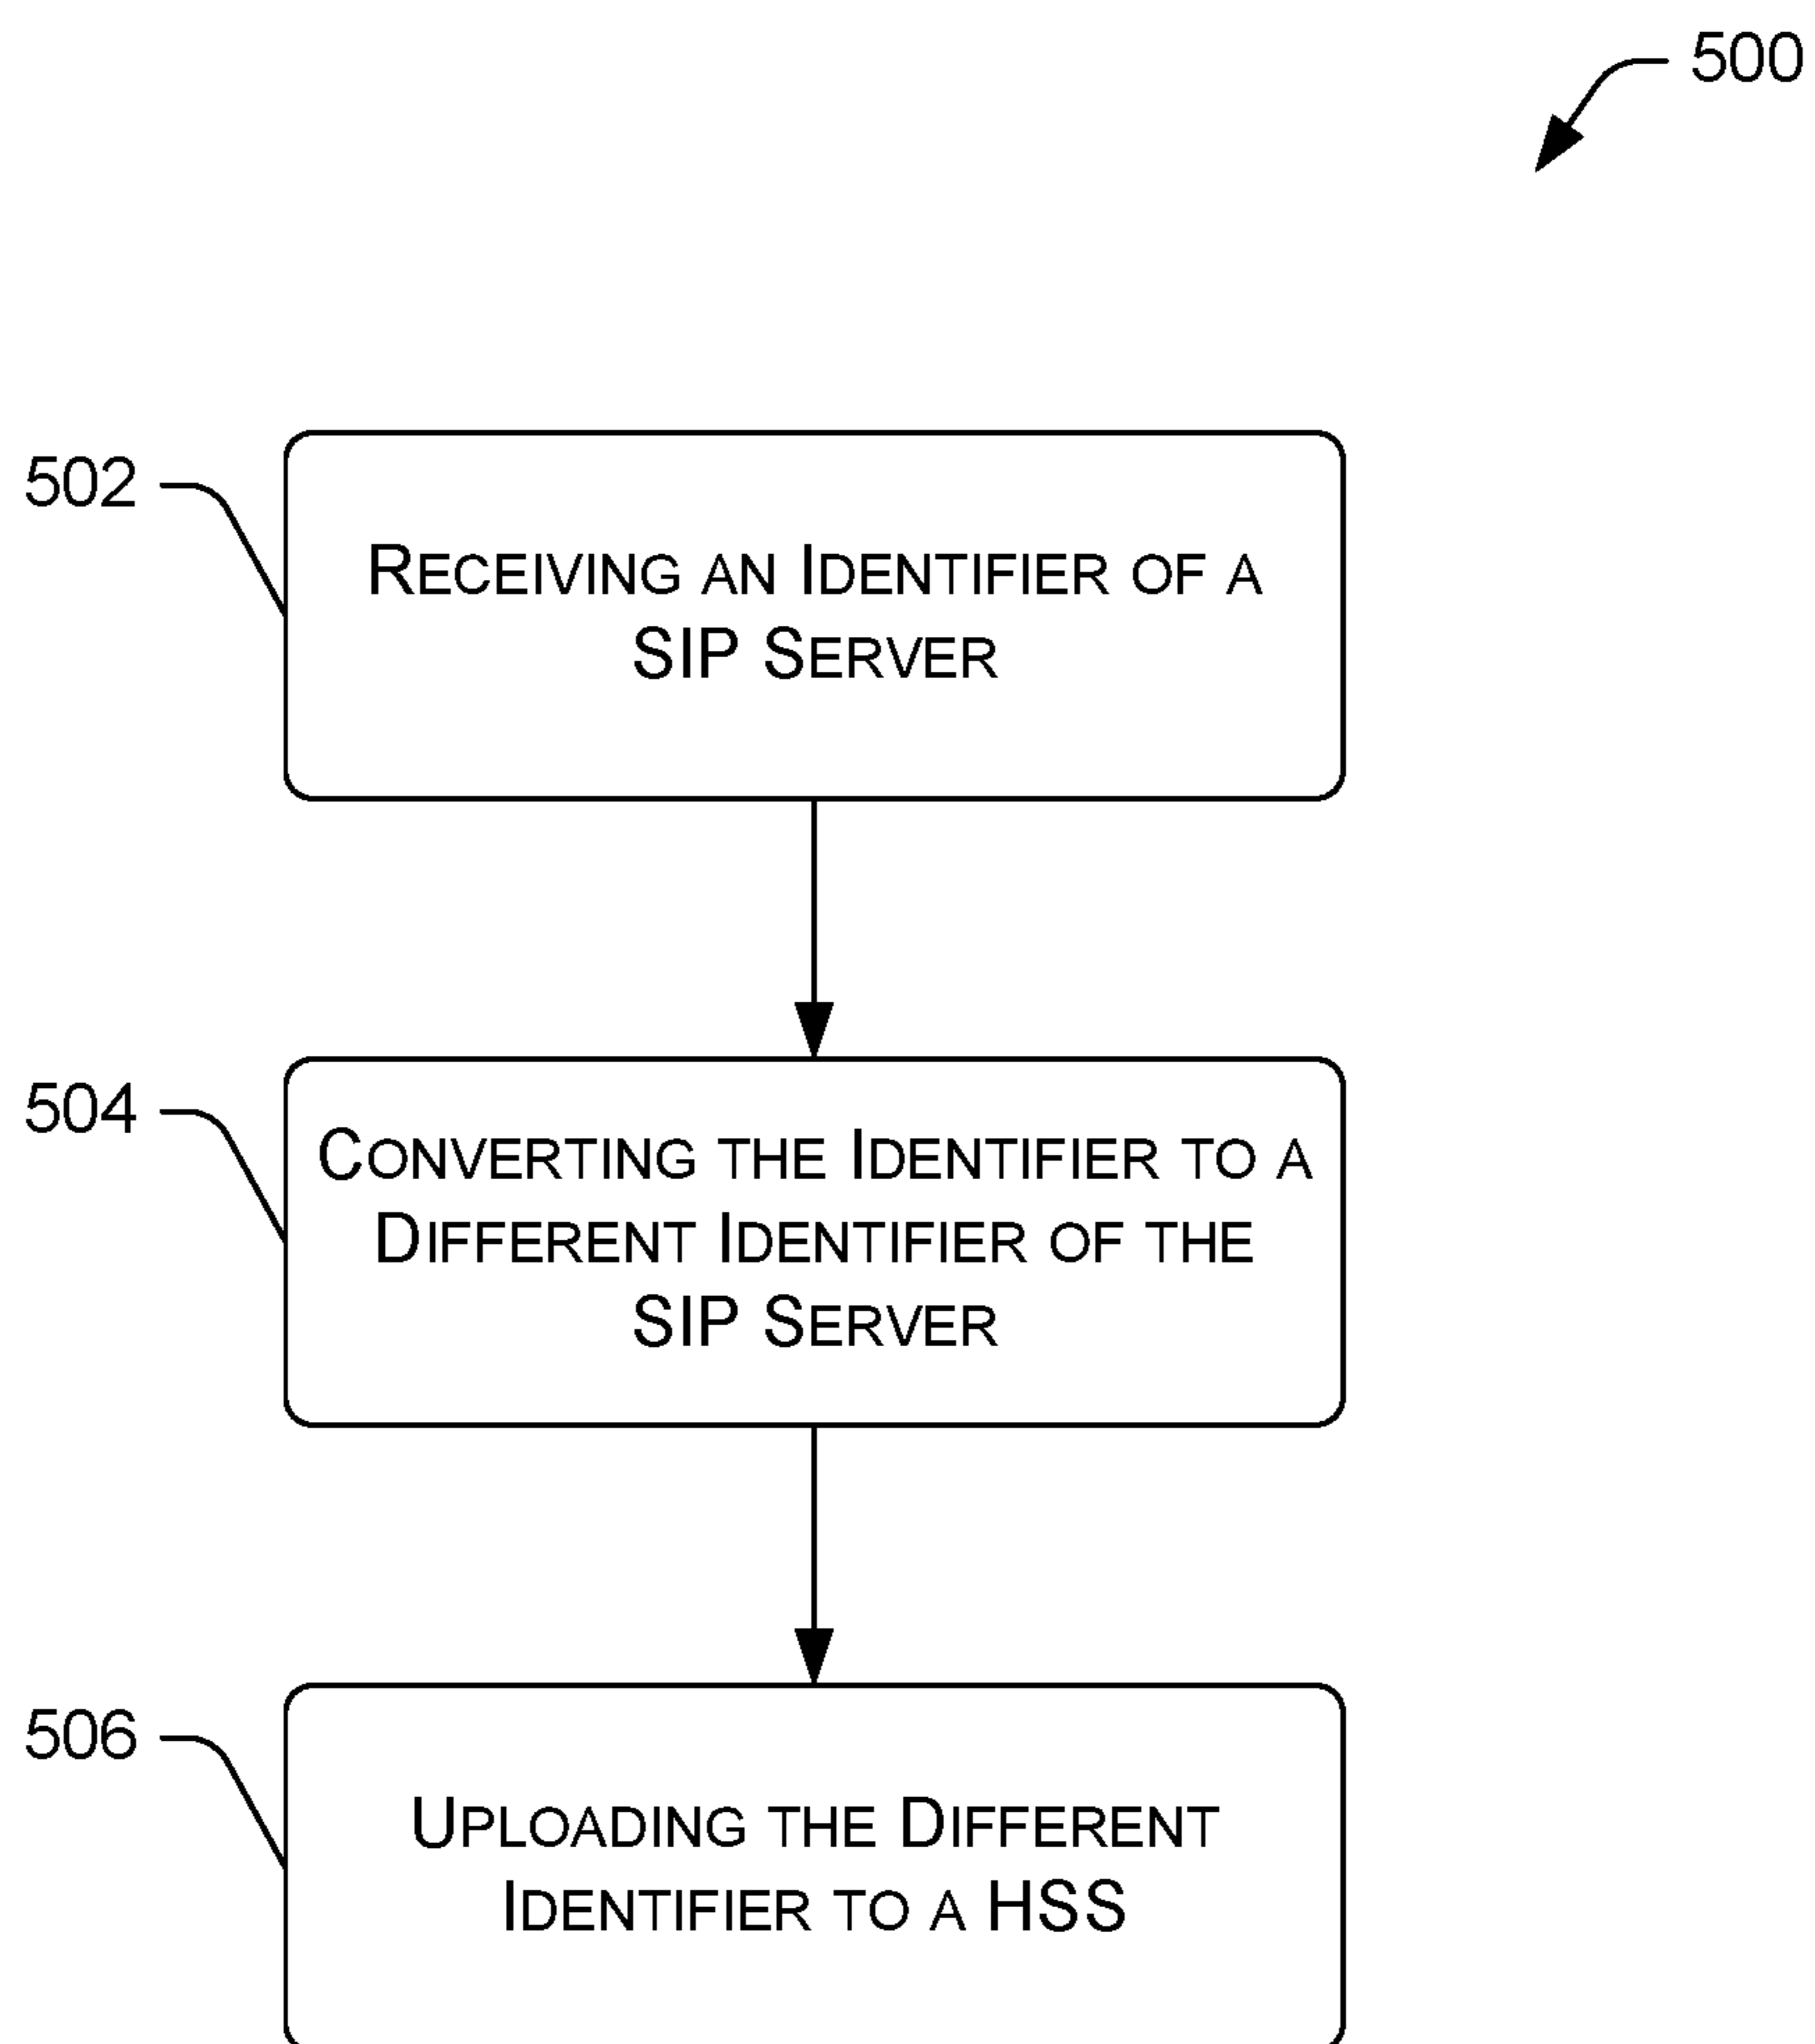 500
502
RECEIVING AN IDENTIFIER OF A
SIP SERVER
504
CONVERTING THE IDENTIFIER TO A
DIFFERENT IDENTIFIER OF THE
SIP SERVER
506
UPLOADING THE DIFFERENT
IDENTIFIER TO A HSS